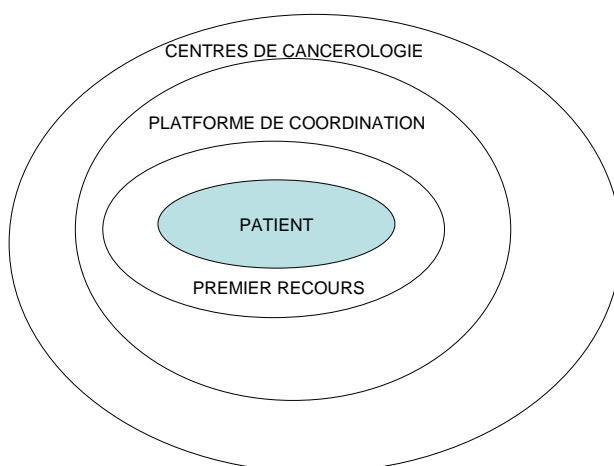 CENTRES DE CANCEROLOGIE
PLATFORME DE COORDINATION
PATIENT
PREMIER RECOURS